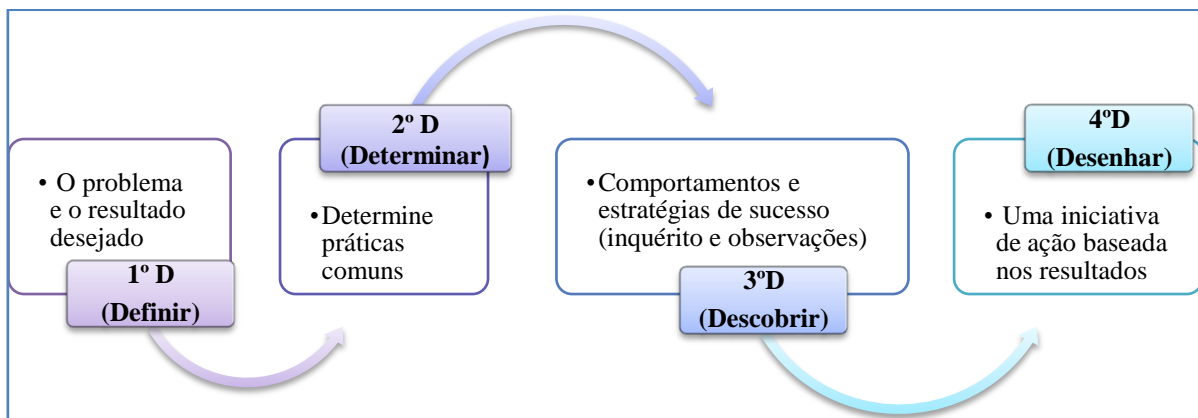 • O problema
e o resultado
desejado
1º D
(Definir)
2º D
(Determinar)
•Determine
práticas
comuns
•Comportamentos e
estratégias de sucesso
(inquérito e observações)
3ºD
(Descobrir)
4ºD
(Desenhar)
• Uma iniciativa
de ação baseada
nos resultados